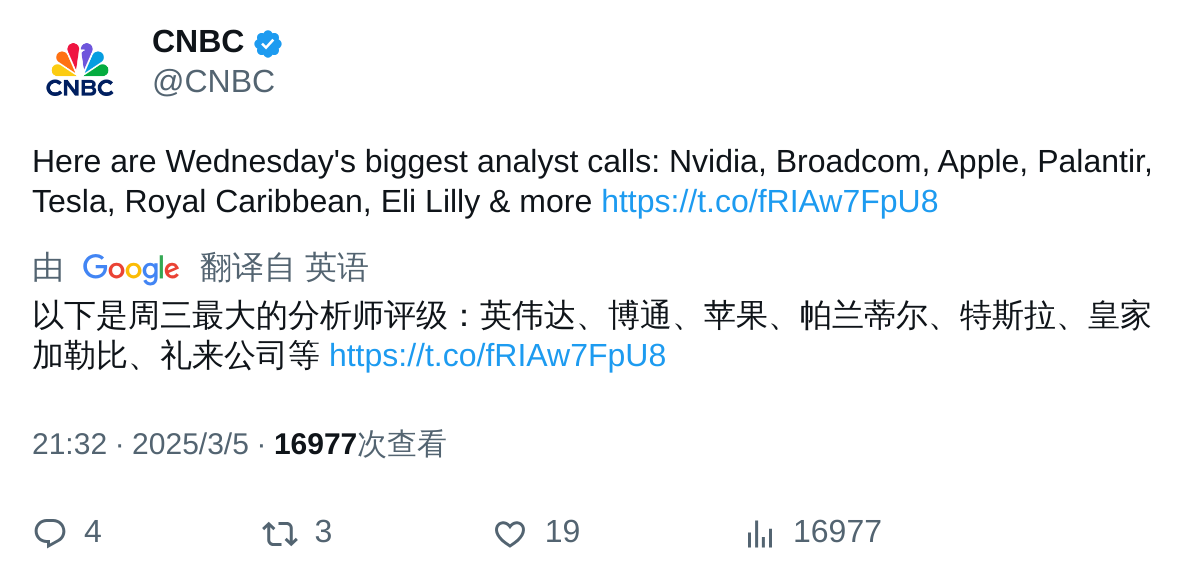 CNBC
CNBC
@CNBC
Here are Wednesday's biggest analyst calls: Nvidia, Broadcom, Apple, Palantir,
Tesla, Royal Caribbean, Eli Lilly & more https://t.co/fRIAw7FpU8
由 Google 翻译自 英语
以下是周三最大的分析师评级：英伟达、博通、苹果、帕兰蒂尔、特斯拉、皇家
加勒比、礼来公司等 https://t.co/fRIAw7FpU8
21:32 · 2025/3/5 · 16977次查看
4 3 19 16977